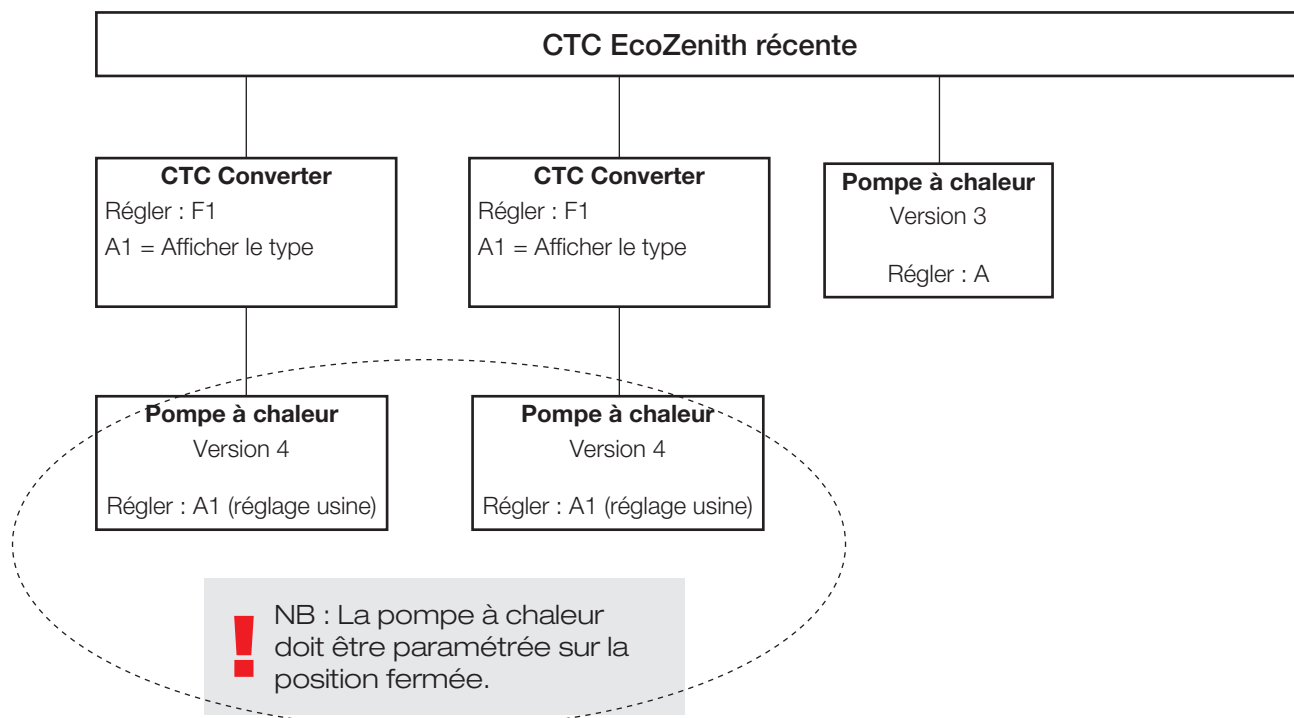 CTC EcoZenith récente
CTC Converter
Régler : F1
A1 = Afficher le type
CTC Converter
Régler : F1
A1 = Afficher le type
Pompe à chaleur
Version 3
Régler : A
Pompe à chaleur
Version 4
Régler : A1 (réglage usine)
Pompe à chaleur
Version 4
Régler : A1 (réglage usine)
! NB : La pompe à chaleur
doit être paramétrée sur la
position fermée.